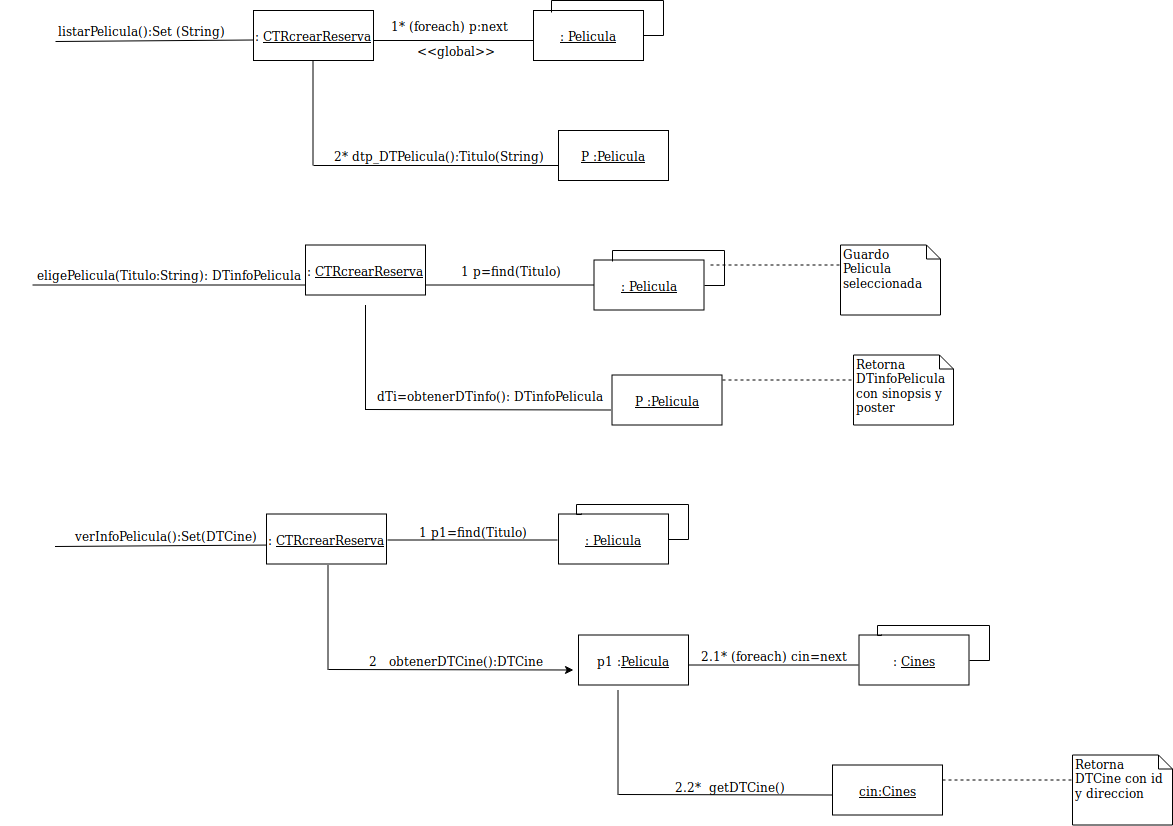 listarPelicula():Set (String)
: CTRcrearReserva
1* (foreach) p:next
<<global>>
: Pelicula
2* dtp_DTPelicula():Titulo(String)
P :Pelicula
eligePelicula(Titulo:String): DTinfoPelicula
: CTRcrearReserva
1 p=find(Titulo)
: Pelicula
Guardo
Pelicula
seleccionada
dTi=obtenerDTinfo(): DTinfoPelicula
P :Pelicula
Retorna
DTinfoPelicula
con sinopsis y
poster
verInfoPelicula():Set(DTCine)
: CTRcrearReserva
1 p1=find(Titulo)
: Pelicula
2 obtenerDTCine():DTCine
p1 :Pelicula
2.1* (foreach) cin=next
: Cines
2.2* getDTCine()
cin:Cines
Retorna
DTCine con id
y direccion